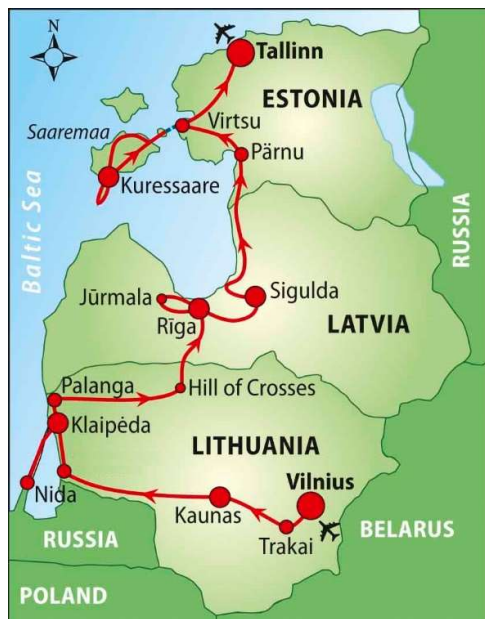 N
Tallinn
ESTONIA
Saaremaa
Virtsu
Pärnu
Kuressaare
Baltic Sea
RUSSIA
Jūrmala
Sigulda
Rīga
LATVIA
Palanga
Hill of Crosses
Klaipėda
LITHUANIA
Vilnius
Nida
Kaunas
Trakai
BELARUS
RUSSIA
POLAND